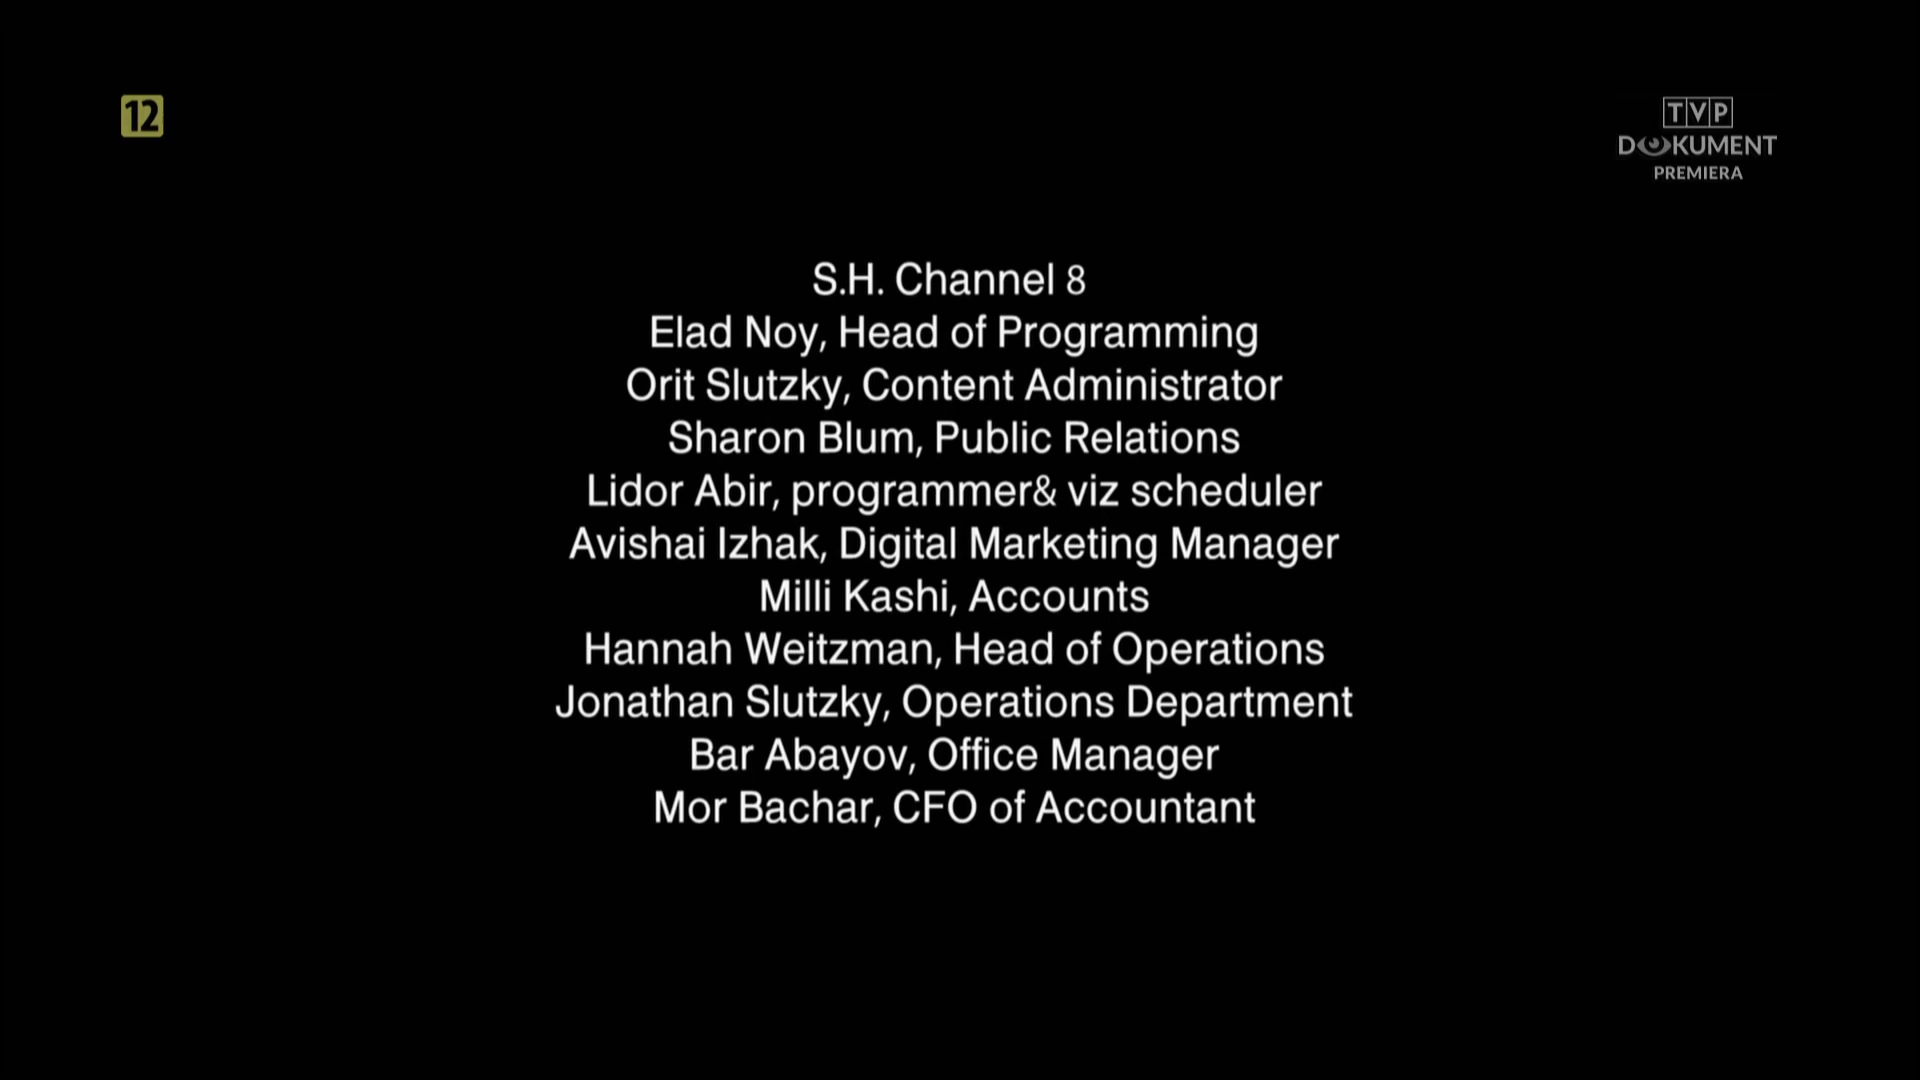 12
TVP
DOKUMENT
PREMIERA
S.H. Channel 8
Elad Noy, Head of Programming
Orit Slutzky, Content Administrator
Sharon Blum, Public Relations
Lidor Abir, programmer& viz scheduler
Avishai Izhak, Digital Marketing Manager
Milli Kashi, Accounts
Hannah Weitzman, Head of Operations
Jonathan Slutzky, Operations Department
Bar Abayov, Office Manager
Mor Bachar, CFO of Accountant